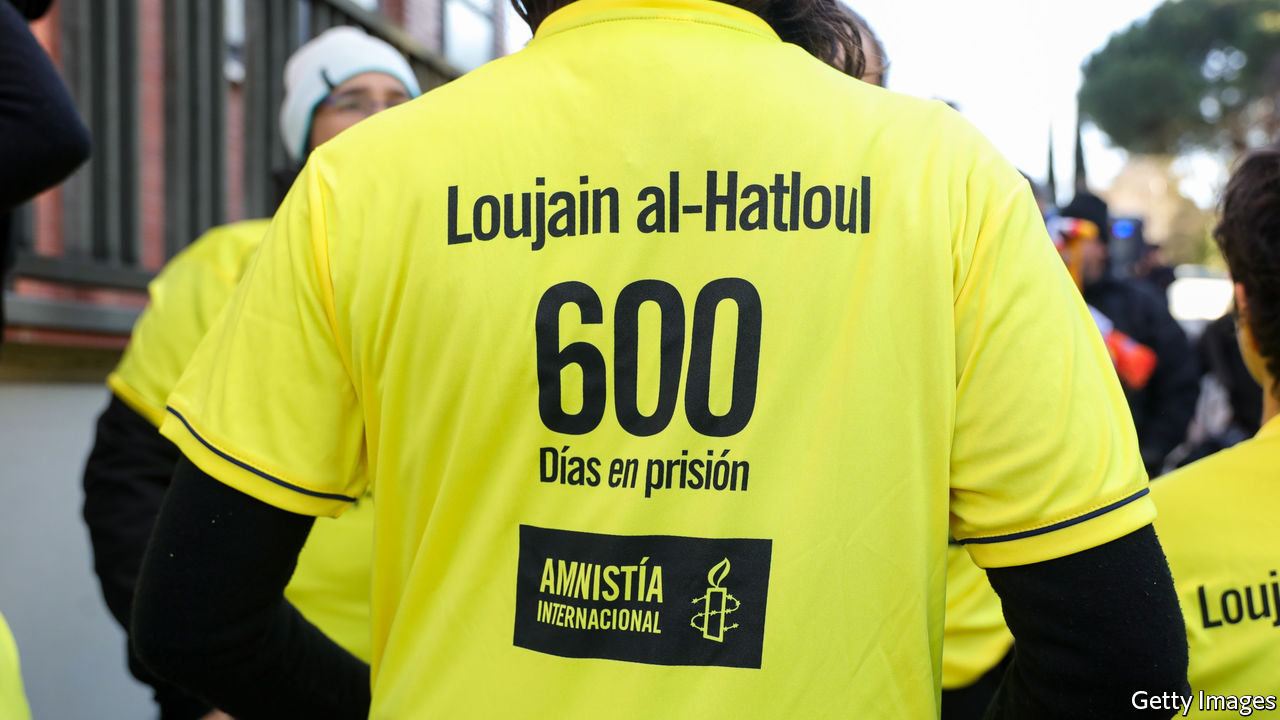 Loujain al-Hatloul
600
Días en prisión
AMNISTÍA
INTERNACIONAL
Louj
Getty Images